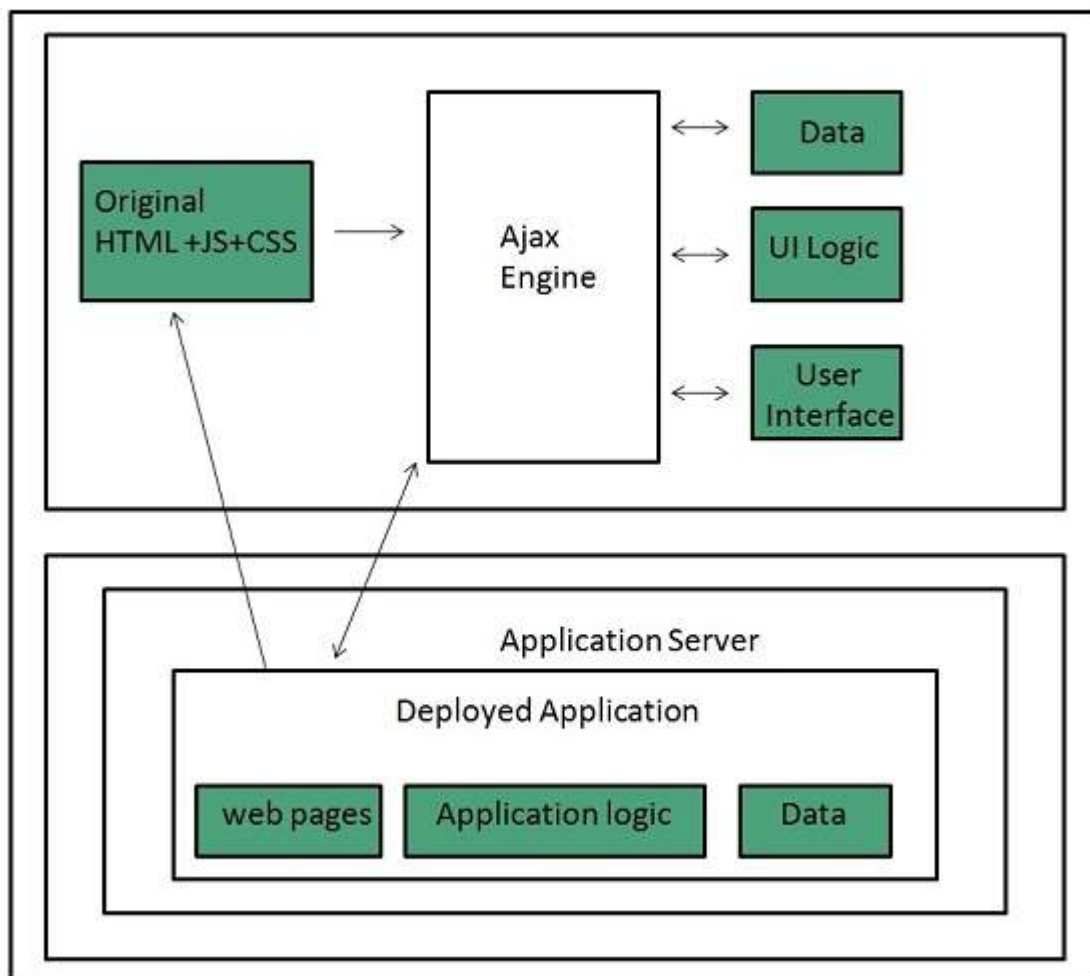 Original
HTML +JS+CSS
Ajax
Engine
Data
UI Logic
User
Interface
Application Server
Deployed Application
web pages
Application logic
Data